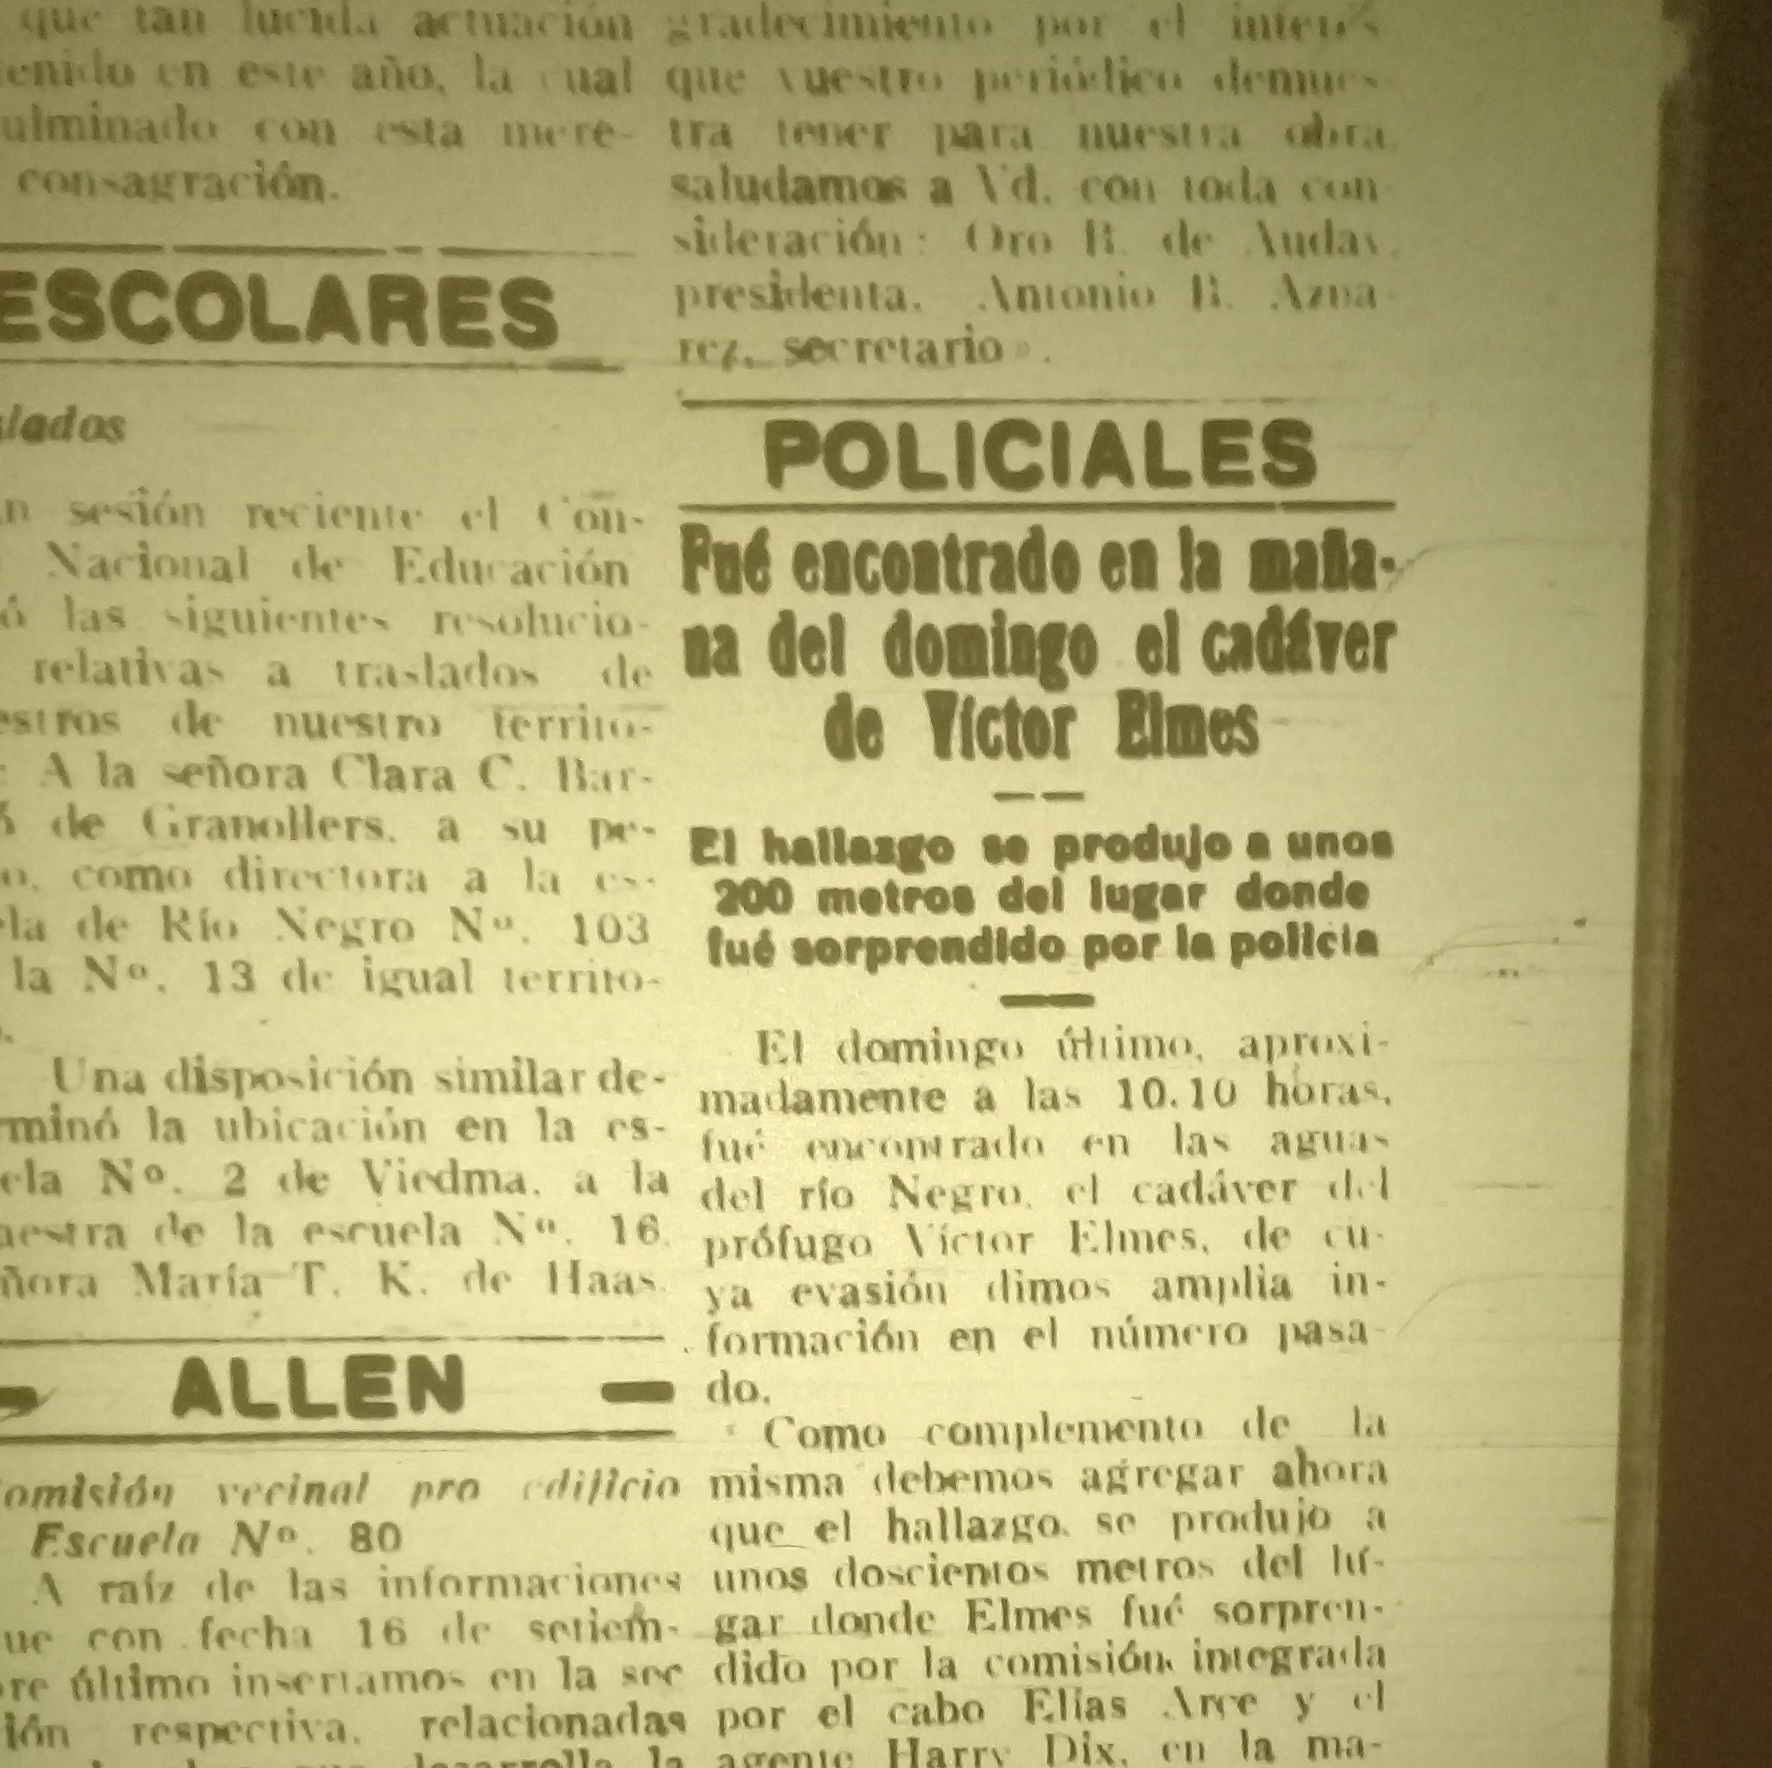 que tan lucida actuación
tenido en este año, la cual
culminado con esta mere-
consagración.
ESCOLARES
slados
En sesión reciente el Con-
Nacional de Educación
ó las siguientes resolucio-
relativas a traslados de
estros de nuestro territo-
: A la señora Clara C. Bar-
ó de Granollers, a su pe-
o, como directora a la es-
ela de Río Negro Nº. 103
la Nº. 13 de igual territo-
Una disposición similar de-
rminó la ubicación en la es-
ela Nº. 2 de Viedma, a la
aestra de la escuela Nº. 16,
ñora María T. K. de Haas.
ALLEN
Comisión vecinal pro edificio
Escuela Nº. 80
A raíz de las informaciones
que con fecha 16 de setiem-
bre último insertamos en la sec
ción respectiva, relacionadas
desarrolla la
gradecimiento por el interés
que vuestro periódico demues-
tra tener para nuestra obra,
saludamos a Vd. con toda con
sideración: Oro B. de Audas,
presidenta. Antonio B. Azna-
rez, secretario».
POLICIALES
Fué encontrado en la maña-
na del domingo el cadáver
de Víctor Elmes
El hallazgo se produjo a unos
200 metros del lugar donde
fué sorprendido por la policia
El domingo último, aproxi-
madamente a las 10.10 horas,
fué encontrado en las aguas
del río Negro, el cadáver del
prófugo Víctor Elmes, de cu-
ya evasión dimos amplia in-
formación en el número pasa-
do.
Como complemento de la
misma debemos agregar ahora
que el hallazgo se produjo a
unos doscientos metros del lu-
gar donde Elmes fué sorpren-
dido por la comisión integrada
por el cabo Elías Arce y el
agente Harry Dix, en la ma-